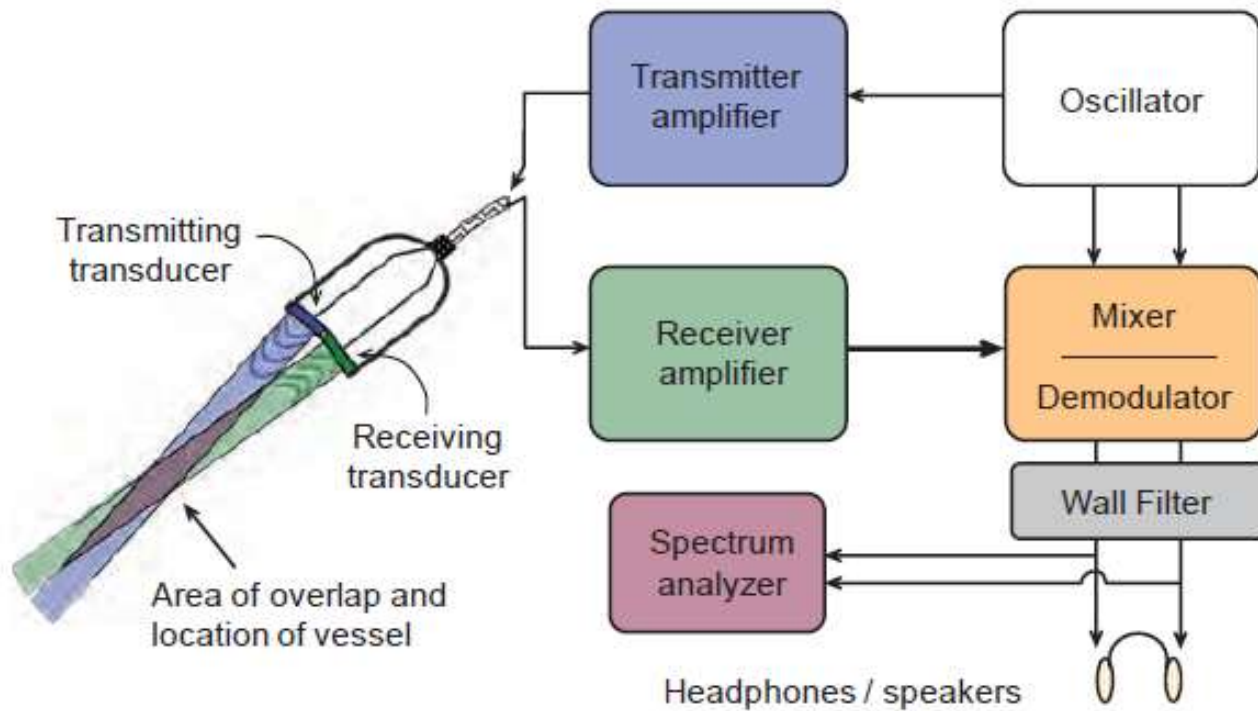 Transmitter
amplifier
Oscillator
Transmitting
transducer
Receiver
amplifier
Mixer
Demodulator
Receiving
transducer
Wall Filter
Spectrum
analyzer
Area of overlap and
location of vessel
Headphones / speakers